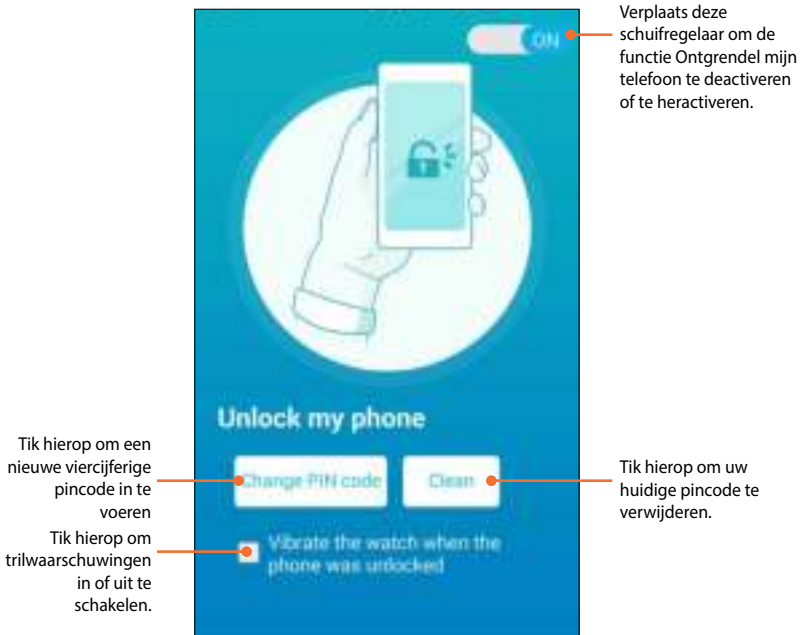 Verplaats deze
schuifregelaar om de
functie Ontgrendel mijn
telefoon te deactiveren
of te heractiveren.
ON
Unlock my phone
Tik hierop om een
nieuwe viercijferige
pincode in te
voeren
Change PIN code
Clean
Tik hierop om uw
huidige pincode te
verwijderen.
Tik hierop om
trilwaarschuwingen
in of uit te
schakelen.
Vibrate the watch when the
phone was unlocked